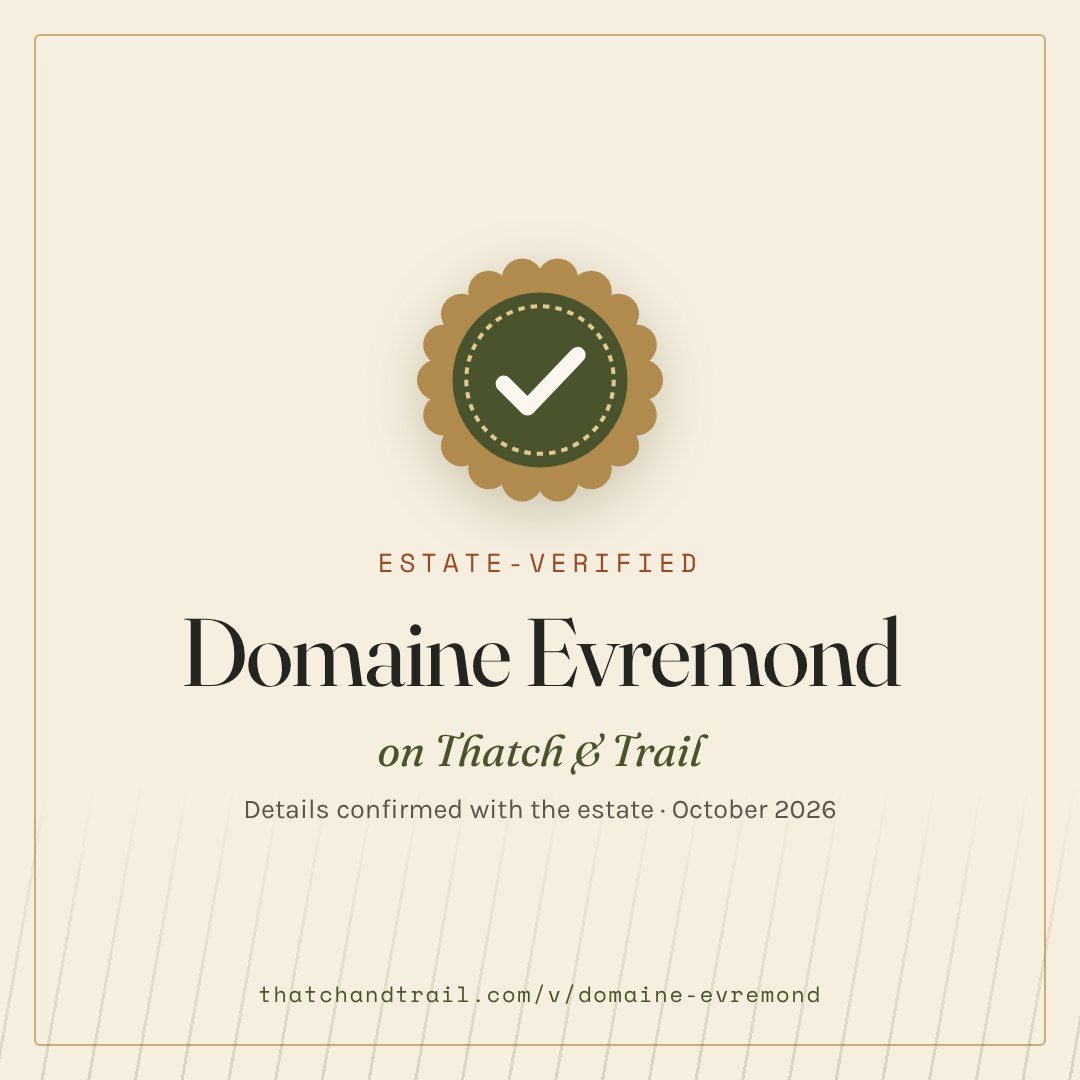 ESTATE-VERIFIED
Domaine Evremond
on Thatch & Trail
Details confirmed with the estate · October 2026
thatchandtrail.com/v/domaine-evremond